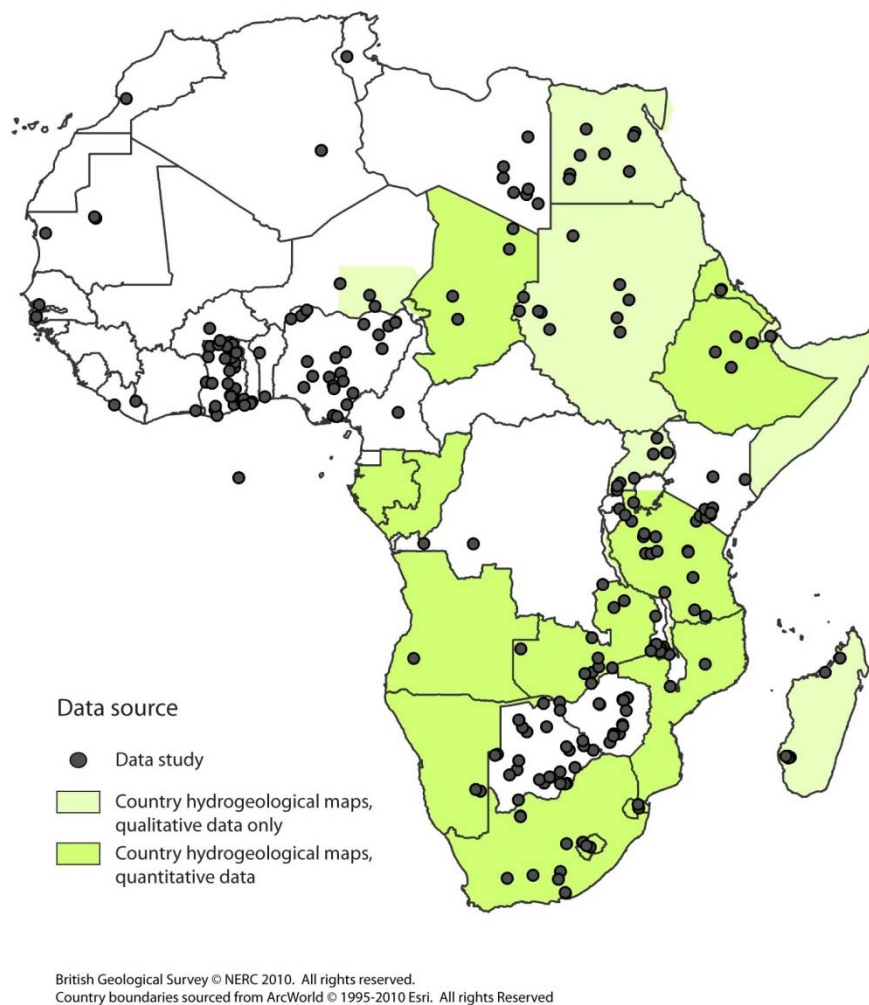 Data source
Data study
Country hydrogeological maps,
qualitative data only
Country hydrogeological maps,
quantitative data
British Geological Survey © NERC 2010.  All rights reserved.
Country boundaries sourced from ArcWorld © 1995-2010 Esri.  All rights Reserved